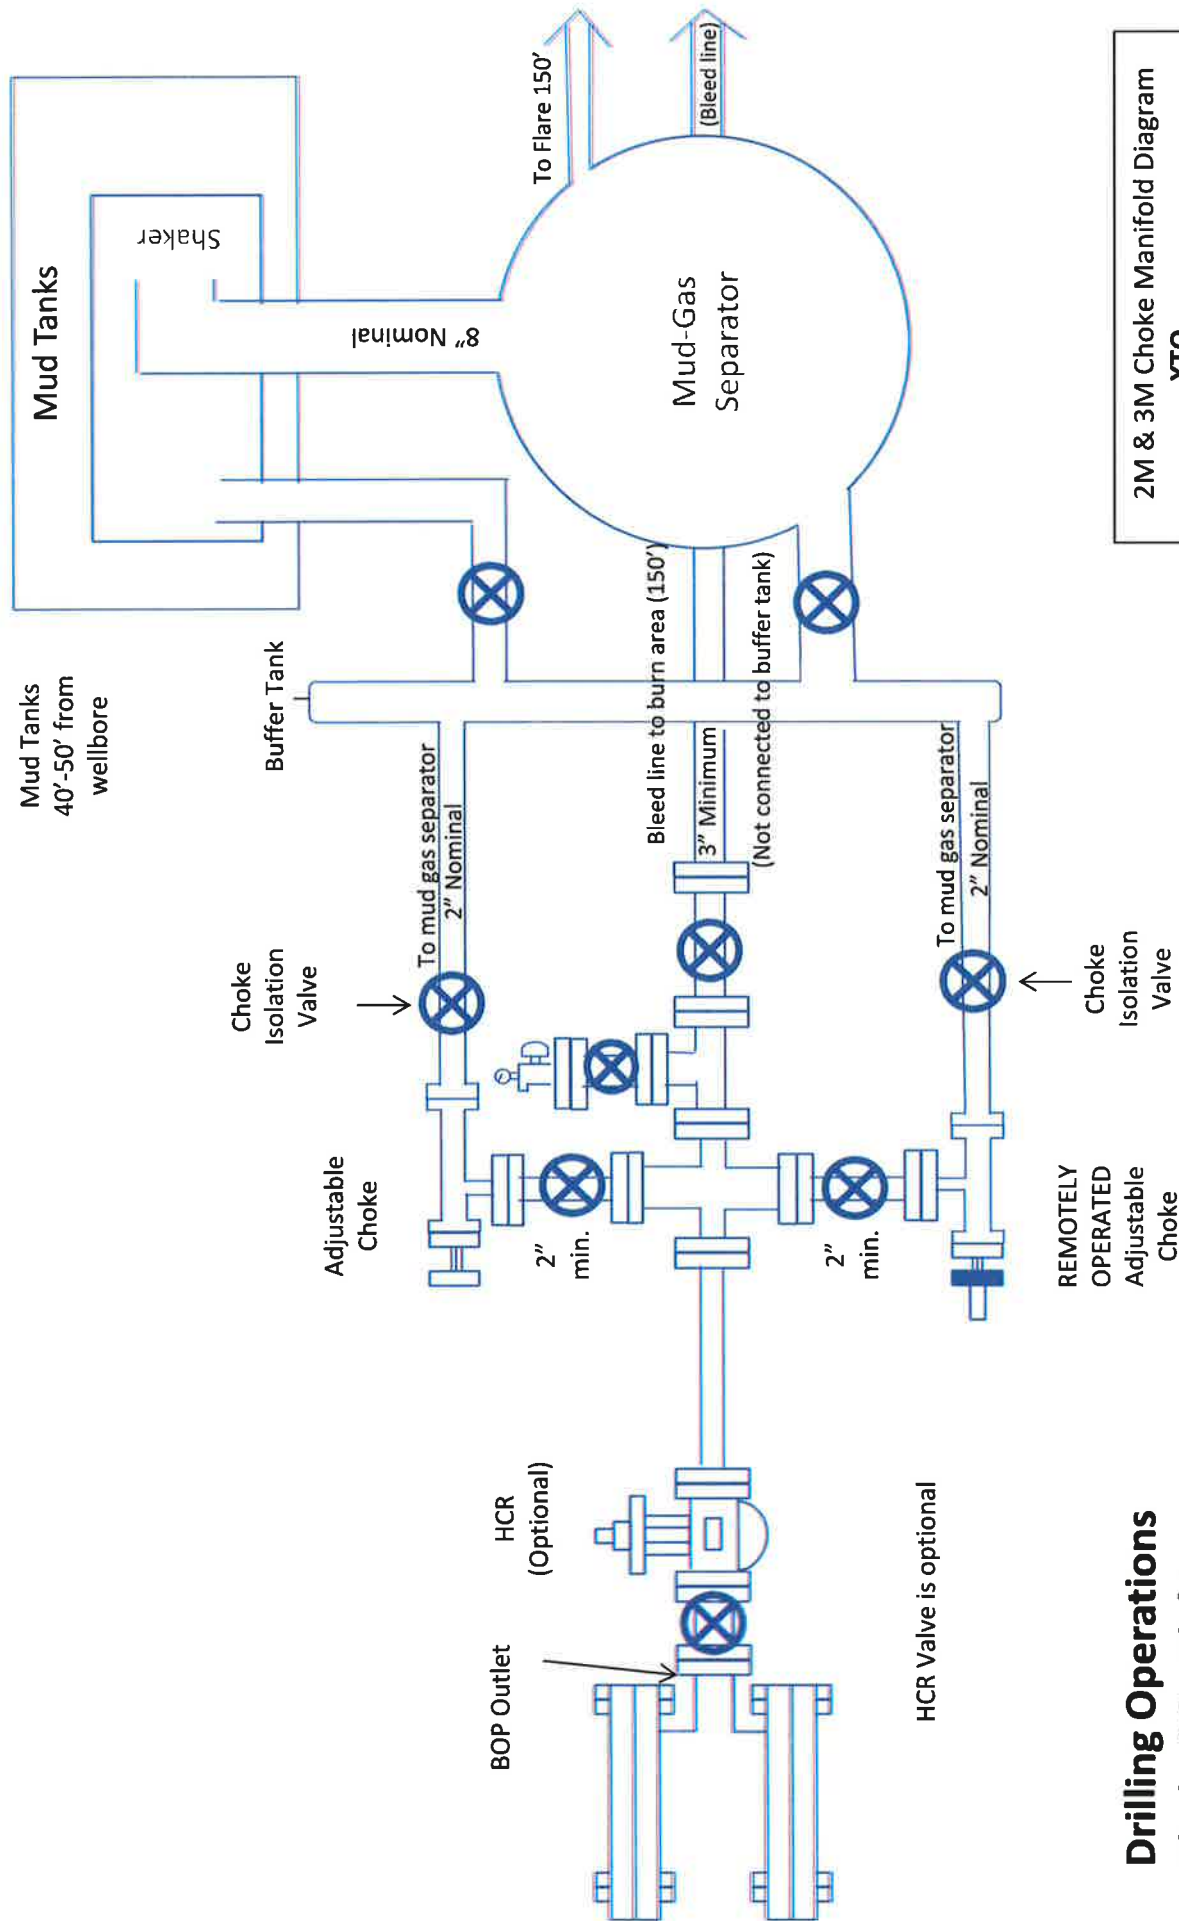 Mud Tanks
40'-50' from
wellbore
Mud Tanks
Shaker
8" Nominal
To Flare 150'
(Bleed line)
Mud-Gas
Separator
Buffer Tank
Bleed line to burn area (150')
3" Minimum
(Not connected to buffer tank)
To mud gas separator
2" Nominal
To mud gas separator
2" Nominal
Choke
Isolation
Valve
Choke
Isolation
Valve
Adjustable
Choke
2"
min.
2"
min.
REMOTELY
OPERATED
Adjustable
Choke
HCR
(Optional)
BOP Outlet
HCR Valve is optional
Drilling Operations
2M & 3M Choke Manifold Diagram
XTO